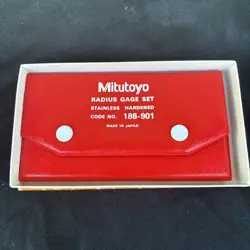 Mitutoyo
RADIUS GAGE SET
STAINLESS HARDENED
CODE NO. 186-901
MADE IN JAPAN